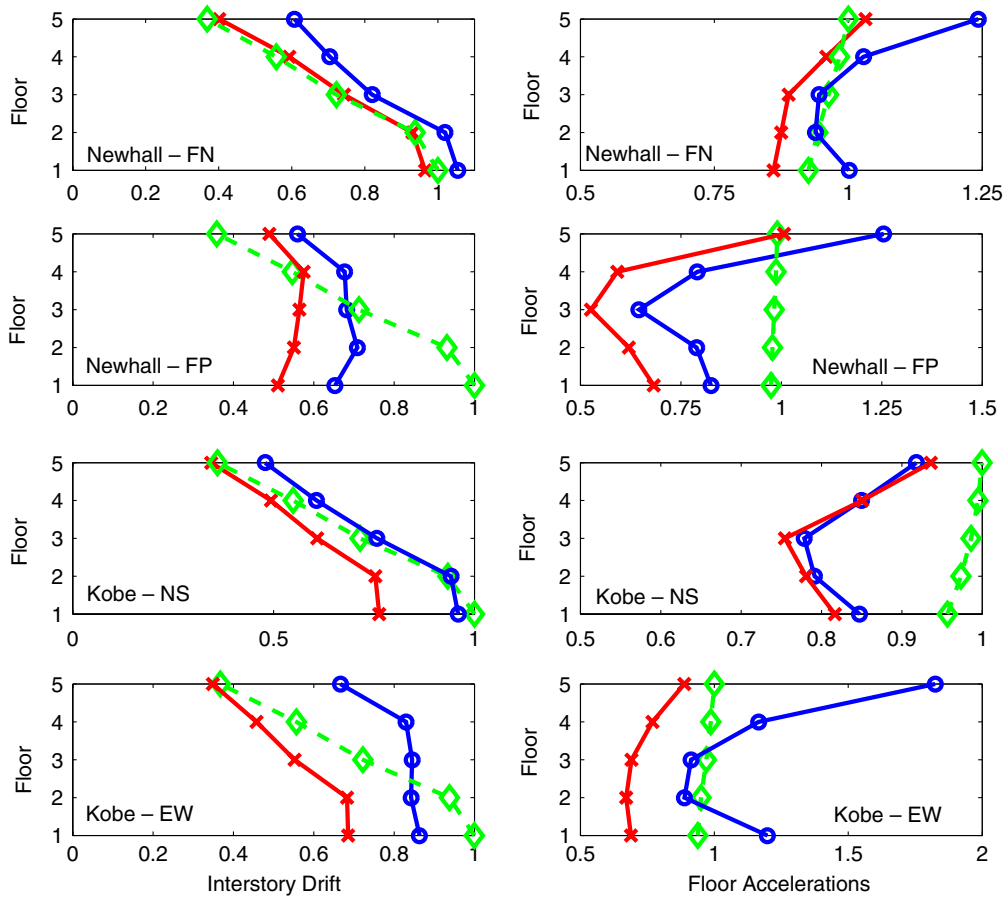 5
4
3
2
1
Floor
Newhall – FN
0 0.2 0.4 0.6 0.8 1
5
4
3
2
1
Floor
Newhall – FN
0.5 0.75 1 1.25
5
4
3
2
1
Floor
Newhall – FP
0 0.2 0.4 0.6 0.8 1
5
4
3
2
1
Floor
Newhall – FP
0.5 0.75 1 1.25 1.5
5
4
3
2
1
Floor
Kobe – NS
0 0.5 1
5
4
3
2
1
Floor
Kobe – NS
0.5 0.6 0.7 0.8 0.9 1
5
4
3
2
1
Floor
Kobe – EW
0 0.2 0.4 0.6 0.8 1
Interstory Drift
5
4
3
2
1
Floor
Kobe – EW
0.5 1 1.5 2
Floor Accelerations